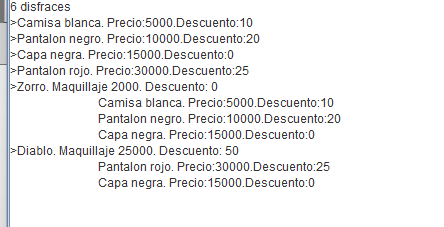 6 disfraces
>Camisa blanca. Precio:5000.Descuento:10
>Pantalon negro. Precio:10000.Descuento:20
>Capa negra. Precio:15000.Descuento:0
>Pantalon rojo. Precio:30000.Descuento:25
>Zorro. Maquillaje 2000. Descuento: 0
Camisa blanca. Precio:5000.Descuento:10
Pantalon negro. Precio:10000.Descuento:20
Capa negra. Precio:15000.Descuento:0
>Diablo. Maquillaje 25000. Descuento: 50
Pantalon rojo. Precio:30000.Descuento:25
Capa negra. Precio:15000.Descuento:0